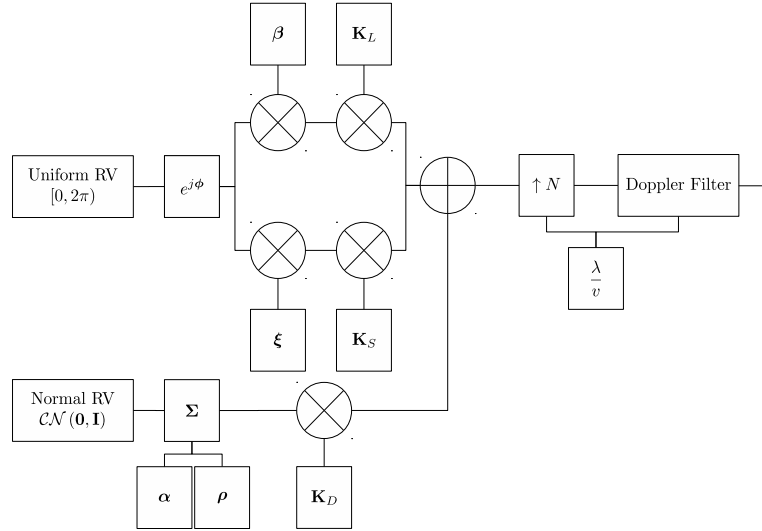 β
K_L
Uniform RV
[0, 2π)
e^{jϕ}
↑ N
Doppler Filter
λ
v
ξ
K_S
Normal RV
𝒞𝒩 (0, I)
Σ
α
ρ
K_D